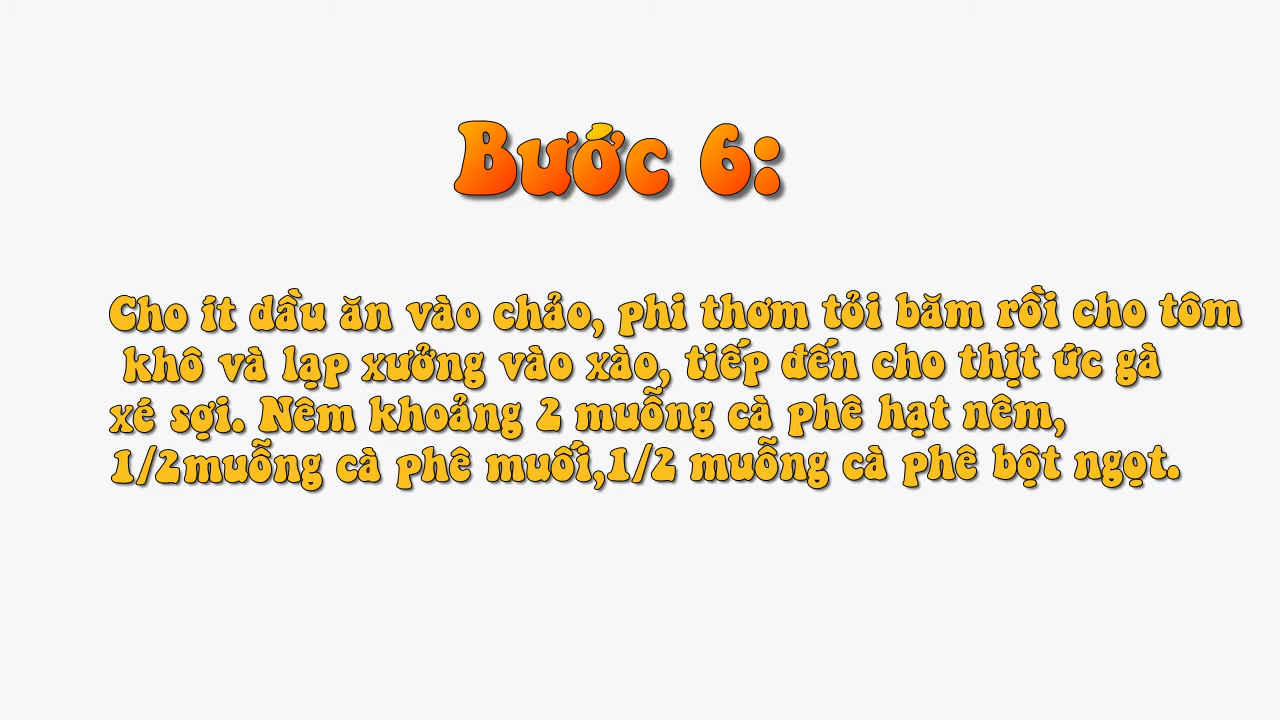 Bước 6:
Cho ít dầu ăn vào chảo, phi thơm tỏi băm rồi cho tôm
khô và lạp xưởng vào xào, tiếp đến cho thịt ức gà
xé sợi. Nêm khoảng 2 muỗng cà phê hạt nêm,
1/2muỗng cà phê muối,1/2 muỗng cà phê bột ngọt.